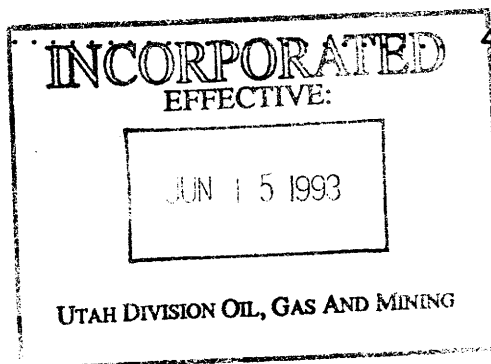 INCORPORATED
EFFECTIVE:
JUN 15 1993
UTAH DIVISION OIL, GAS AND MINING